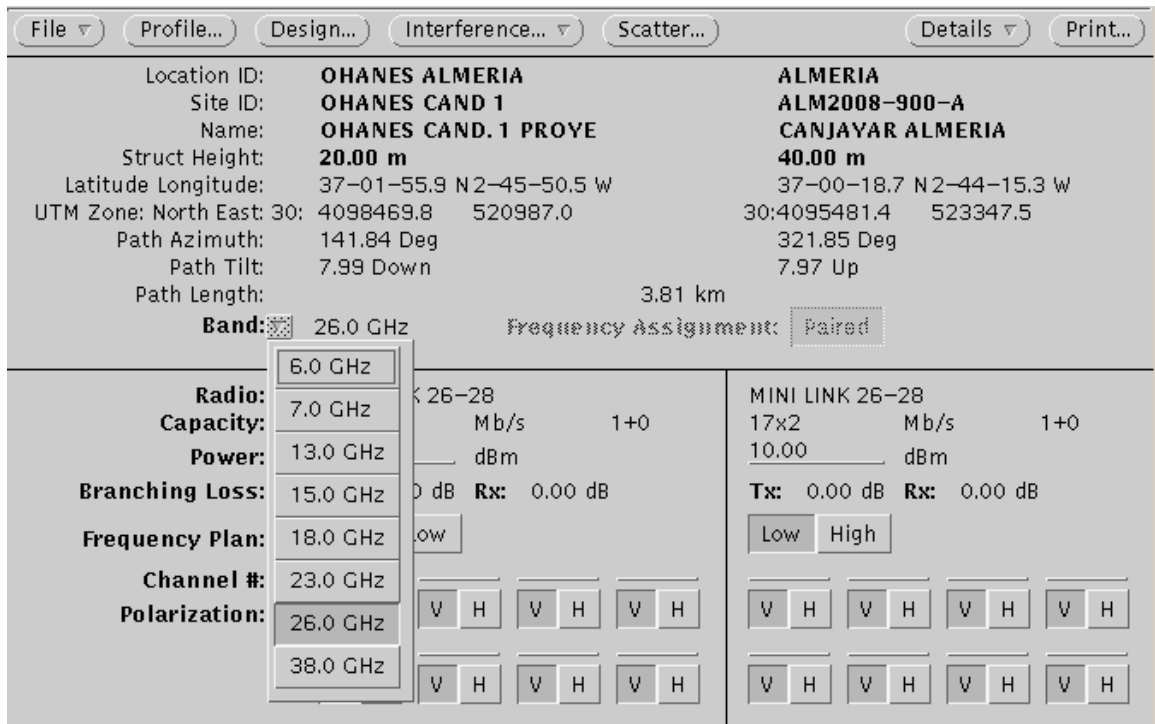 File Profile... Design... Interference... Scatter... Details Print...
Location ID: OHANES ALMERIA ALMERIA
Site ID: OHANES CAND 1 ALM2008-900-A
Name: OHANES CAND. 1 PROYE CANJAYAR ALMERIA
Struct Height: 20.00 m 40.00 m
Latitude Longitude: 37-01-55.9 N 2-45-50.5 W 37-00-18.7 N 2-44-15.3 W
UTM Zone: North East: 30: 4098469.8 520987.0 30:4095481.4 523347.5
Path Azimuth: 141.84 Deg 321.85 Deg
Path Tilt: 7.99 Down 7.97 Up
Path Length: 3.81 km
Band: 26.0 GHz Frequency Assignment: Paired
6.0 GHz
7.0 GHz
13.0 GHz
15.0 GHz
18.0 GHz
23.0 GHz
26.0 GHz
38.0 GHz
Radio: 26-28 MINI LINK 26-28
Capacity: Mb/s 1+0 17x2 Mb/s 1+0
Power: dBm 10.00 dBm
Branching Loss: dB Rx: 0.00 dB Tx: 0.00 dB Rx: 0.00 dB
Frequency Plan: ow Low High
Channel #:
Polarization: V H V H V H V H V H V H V H
V H V H V H V H V H V H V H